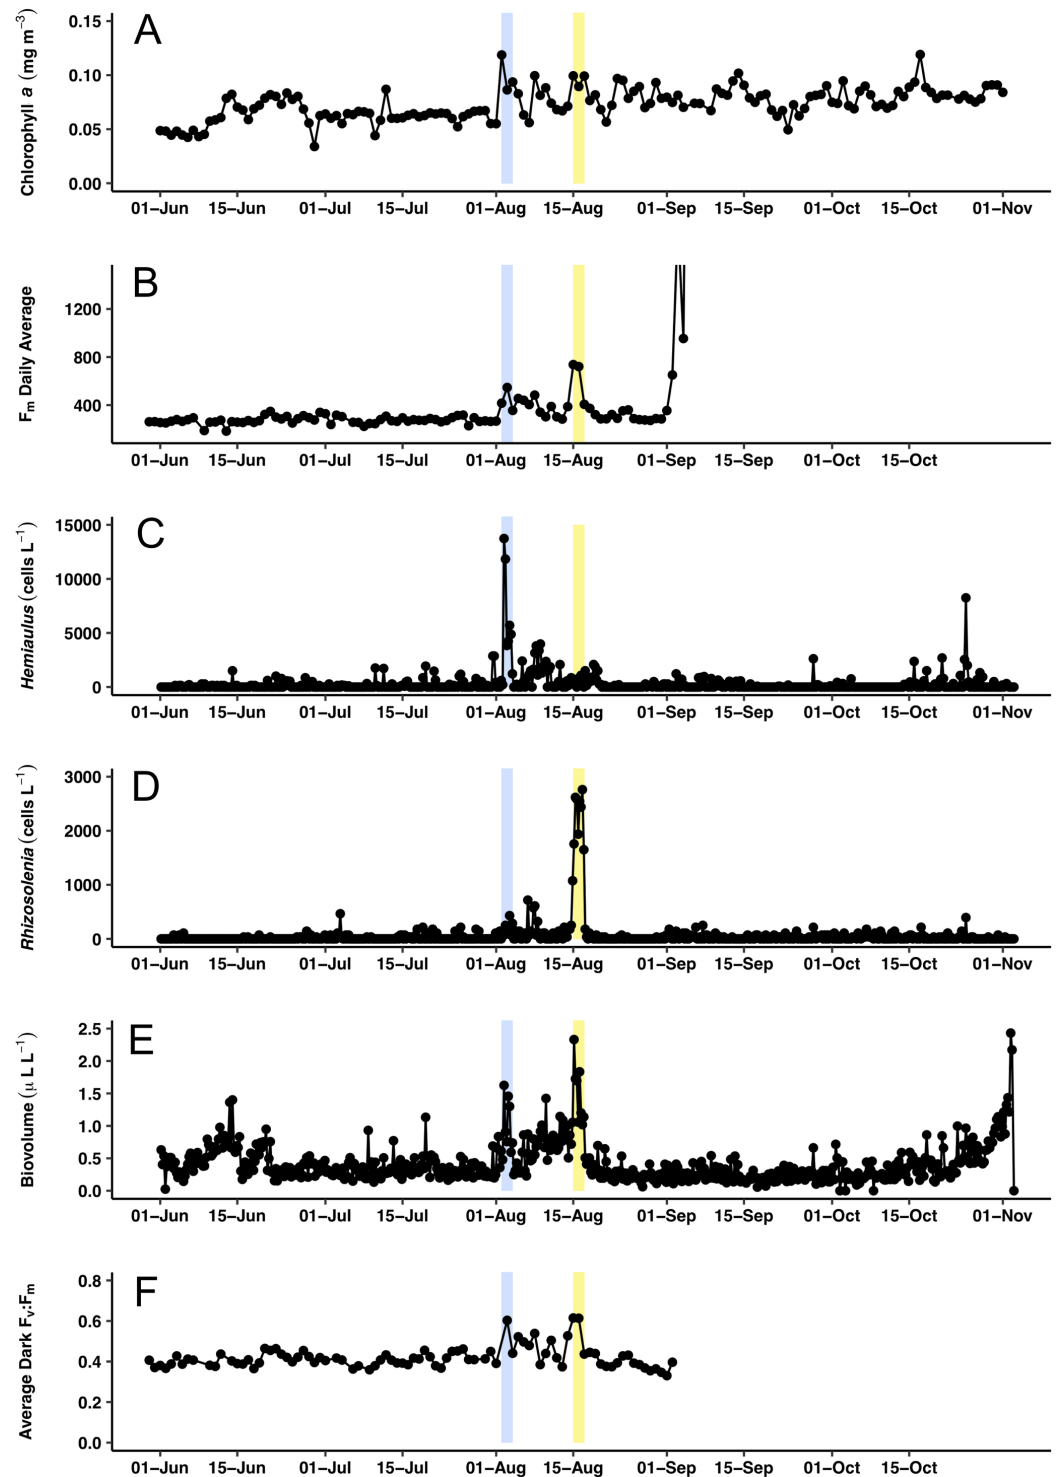 A
Chlorophyll a (mg m−3)
0.15
0.10
0.05
0.00
01−Jun 15−Jun 01−Jul 15−Jul 01−Aug 15−Aug 01−Sep 15−Sep 01−Oct 15−Oct 01−Nov
B
Fm Daily Average
1200
800
400
01−Jun 15−Jun 01−Jul 15−Jul 01−Aug 15−Aug 01−Sep 15−Sep 01−Oct 15−Oct
C
Hemiaulus (cells L−1)
15000
10000
5000
0
01−Jun 15−Jun 01−Jul 15−Jul 01−Aug 15−Aug 01−Sep 15−Sep 01−Oct 15−Oct 01−Nov
D
Rhizosolenia (cells L−1)
3000
2000
1000
0
01−Jun 15−Jun 01−Jul 15−Jul 01−Aug 15−Aug 01−Sep 15−Sep 01−Oct 15−Oct 01−Nov
E
Biovolume (μ L L−1)
2.5
2.0
1.5
1.0
0.5
0.0
01−Jun 15−Jun 01−Jul 15−Jul 01−Aug 15−Aug 01−Sep 15−Sep 01−Oct 15−Oct 01−Nov
F
Average Dark Fv:Fm
0.8
0.6
0.4
0.2
0.0
01−Jun 15−Jun 01−Jul 15−Jul 01−Aug 15−Aug 01−Sep 15−Sep 01−Oct 15−Oct 01−Nov